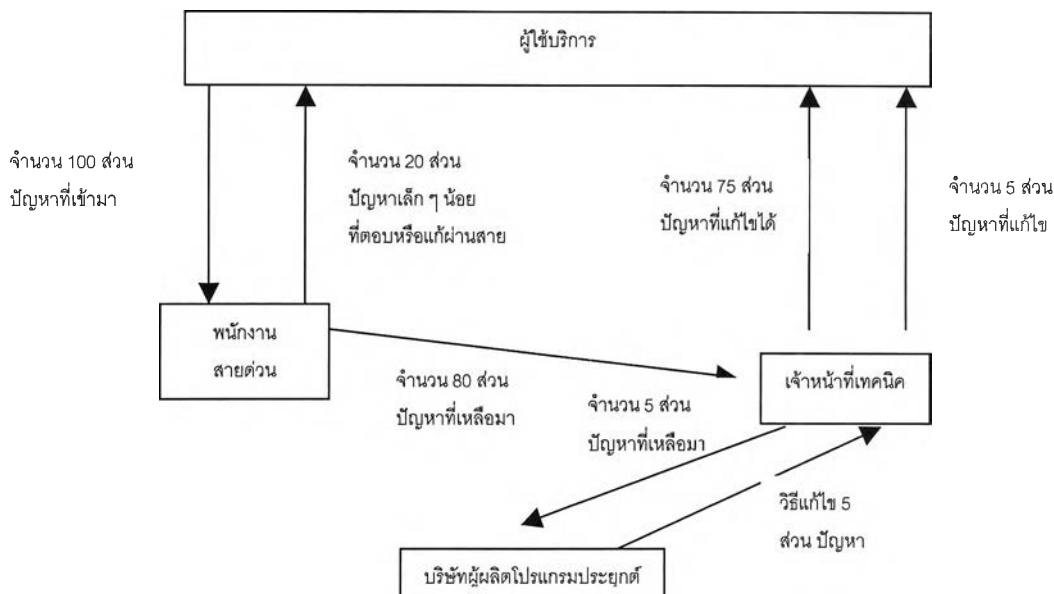 ผู้ใช้บริการ
จำนวน 100 ส่วน
ปัญหาที่เข้ามา
จำนวน 20 ส่วน
ปัญหาเล็ก ๆ น้อย
ที่ตอบหรือแก้ผ่านสาย
จำนวน 75 ส่วน
ปัญหาที่แก้ไขได้
จำนวน 5 ส่วน
ปัญหาที่แก้ไข
พนักงาน
สายด่วน
จำนวน 80 ส่วน
ปัญหาที่เหลือมา
เจ้าหน้าที่เทคนิค
จำนวน 5 ส่วน
ปัญหาที่เหลือมา
วิธีแก้ไข 5
ส่วน ปัญหา
บริษัทผู้ผลิตโปรแกรมประยุกต์